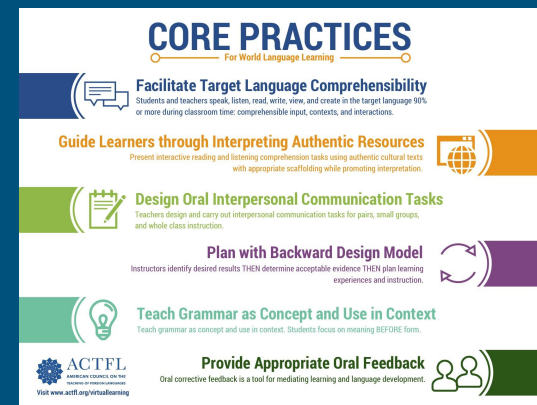 CORE PRACTICES
For World Language Learning
Facilitate Target Language Comprehensibility
Students and teachers speak, listen, read, write, view, and create in the target language 90%
or more during classroom time: comprehensible input, contexts, and interactions.
Guide Learners through Interpreting Authentic Resources
Present interactive reading and listening comprehension tasks using authentic cultural texts
with appropriate scaffolding while promoting interpretation.
Design Oral Interpersonal Communication Tasks
Teachers design and carry out interpersonal communication tasks for pairs, small groups,
and whole class instruction.
Plan with Backward Design Model
Instructors identify desired results THEN determine acceptable evidence THEN plan learning
experiences and instruction.
Teach Grammar as Concept and Use in Context
Teach grammar as concept and use in context. Students focus on meaning BEFORE form.
Provide Appropriate Oral Feedback
Oral corrective feedback is a tool for mediating learning and language development.
ACTFL
AMERICAN COUNCIL ON THE
TEACHING OF FOREIGN LANGUAGES
Visit www.actfl.org/virtuallearning